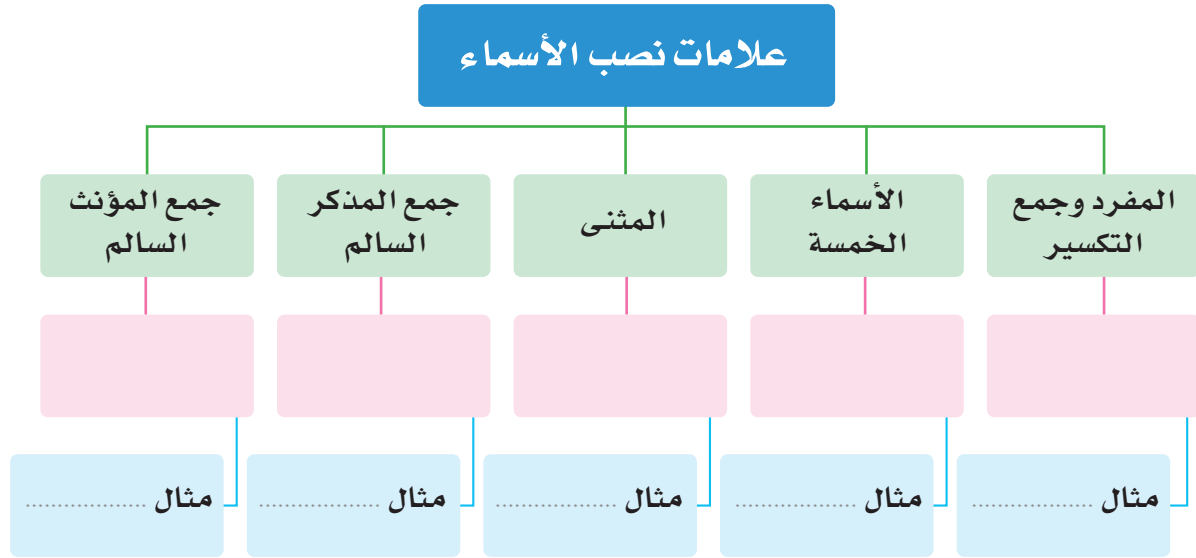 علامات نصب الأسماء
المفرد وجمع
التكسير
الأسماء
الخمسة
المثنى
جمع المذكر
السالم
جمع المؤنث
السالم
مثال ..................
مثال ..................
مثال ..................
مثال ..................
مثال ..................